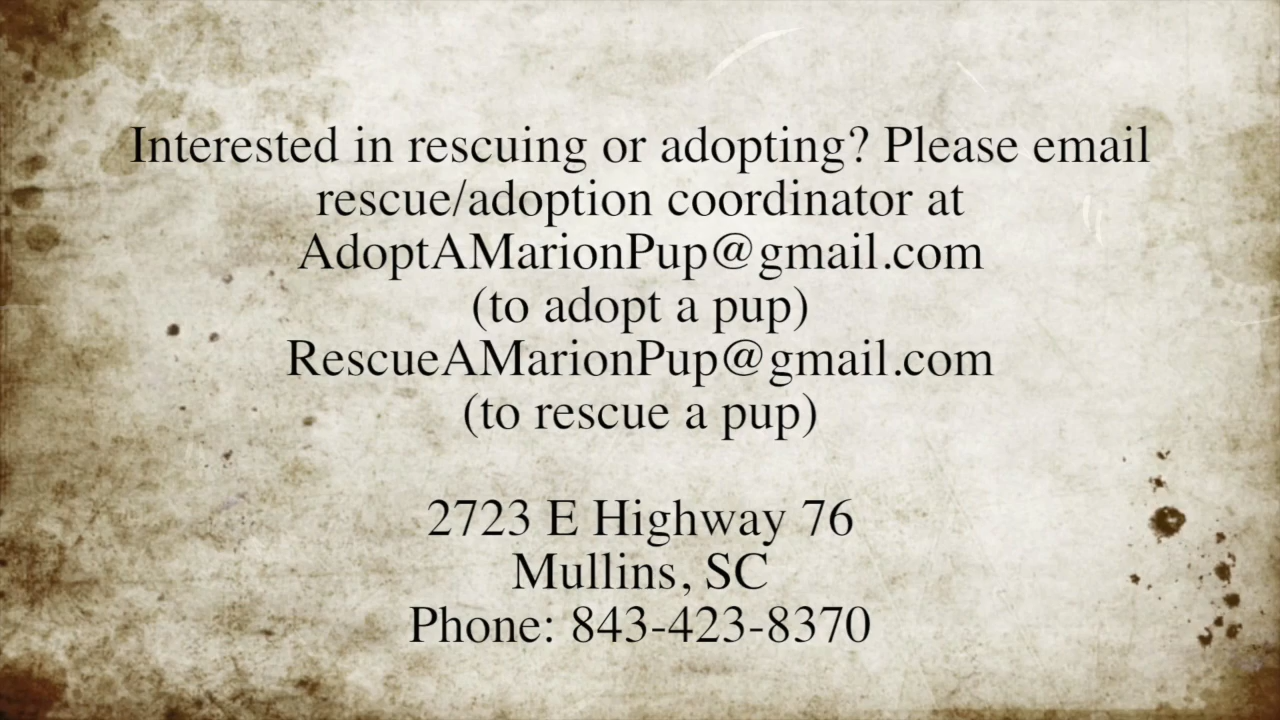 Interested in rescuing or adopting? Please email
rescue/adoption coordinator at
AdoptAMarionPup@gmail.com
(to adopt a pup)
RescueAMarionPup@gmail.com
(to rescue a pup)
2723 E Highway 76
Mullins, SC
Phone: 843-423-8370